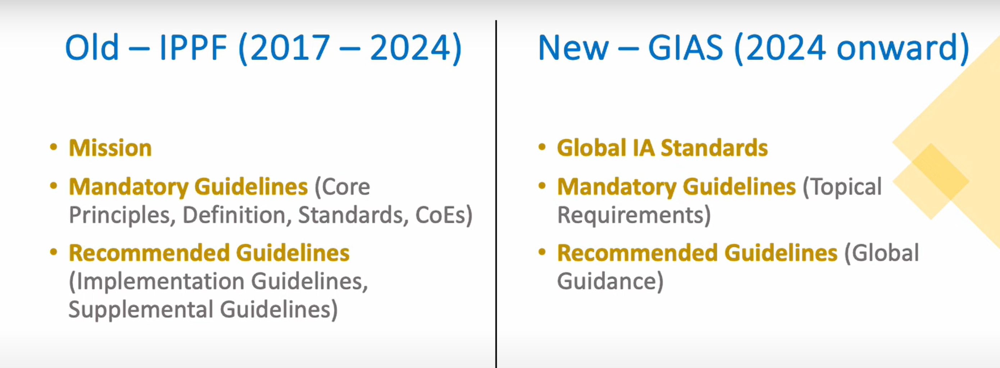 Old – IPPF (2017 – 2024)
• Mission
• Mandatory Guidelines (Core
Principles, Definition, Standards, CoEs)
• Recommended Guidelines
(Implementation Guidelines,
Supplemental Guidelines)
New – GIAS (2024 onward)
• Global IA Standards
• Mandatory Guidelines (Topical
Requirements)
• Recommended Guidelines (Global
Guidance)